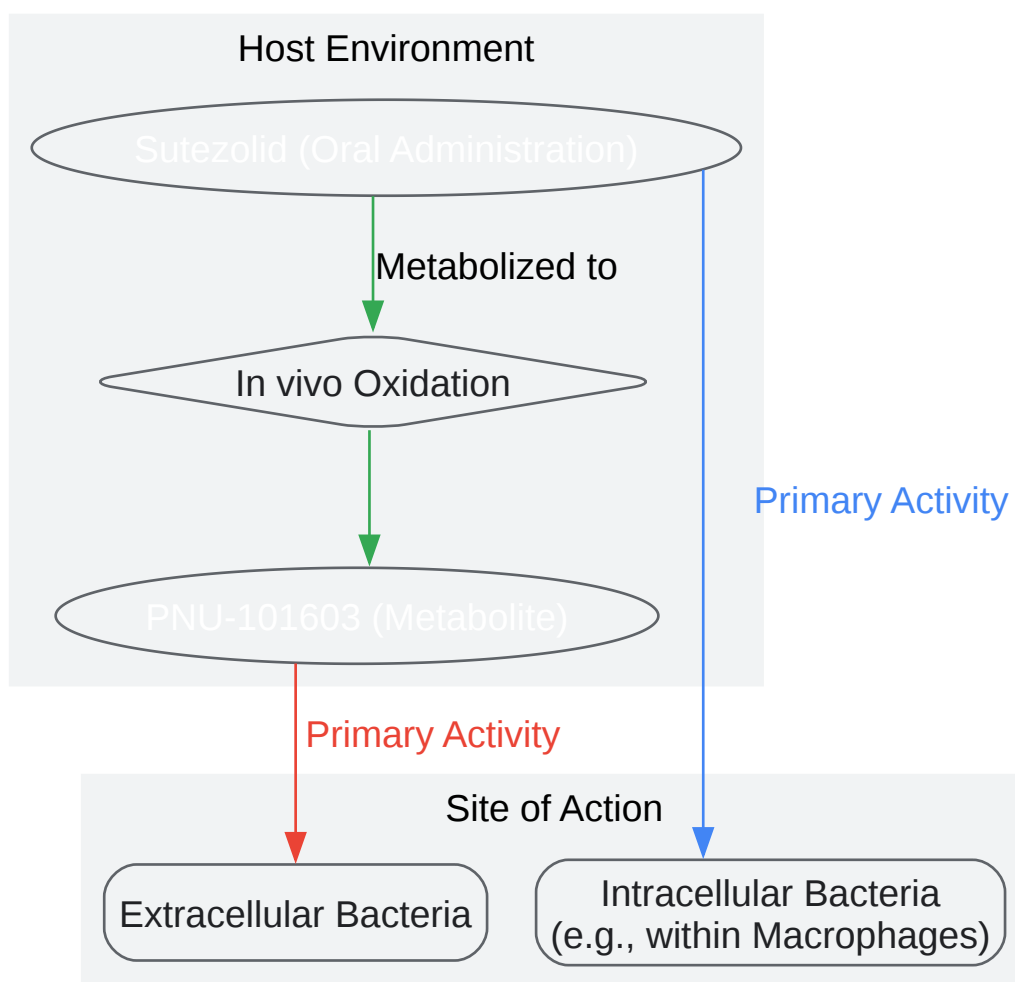 Host Environment
Sutezolid (Oral Administration)
Metabolized to
In vivo Oxidation
Primary Activity
PNU-101603 (Metabolite)
Primary Activity
Site of Action
Extracellular Bacteria
Intracellular Bacteria
(e.g., within Macrophages)